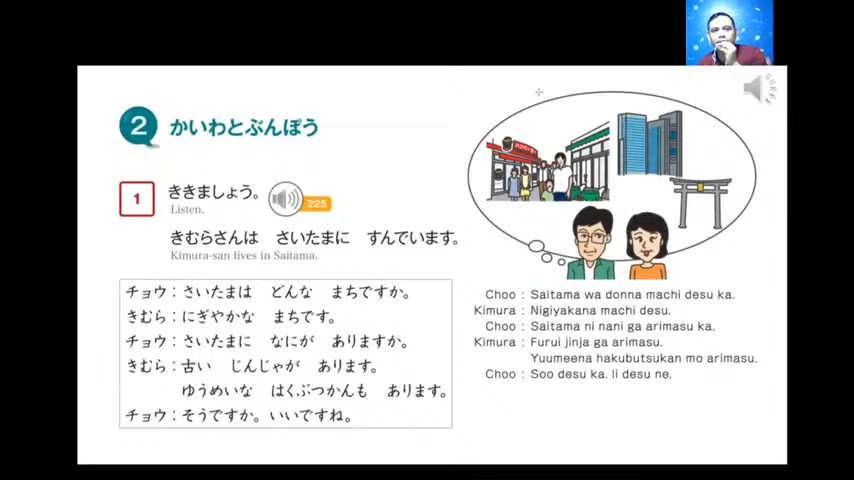 2 かいわとぶんぽう
1 ききましょう。 225
Listen.
きむらさんは さいたまに すんでいます。
Kimura-san lives in Saitama.
チョウ：さいたまは どんな まちですか。
きむら：にぎやかな まちです。
チョウ：さいたまに なにが ありますか。
きむら：古い じんじゃが あります。
ゆうめいな はくぶつかんも あります。
チョウ：そうですか。いいですね。
Choo : Saitama wa donna machi desu ka.
Kimura : Nigiyakana machi desu.
Choo : Saitama ni nani ga arimasu ka.
Kimura : Furui jinja ga arimasu.
Yuumeena hakubutsukan mo arimasu.
Choo : Soo desu ka. Ii desu ne.